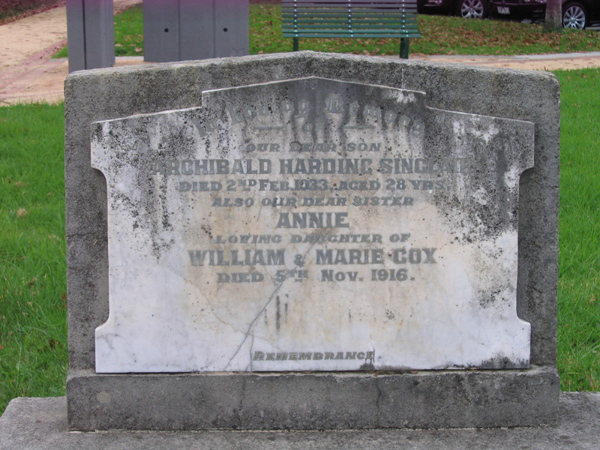 OUR DEAR SON
ARCHIBALD HARDING
DIED 2ND FEB. 1933. AGED 28 YRS
ALSO OUR DEAR SISTER
ANNIE
LOVING DAUGHTER OF
WILLIAM & MARIE COX
DIED 5TH NOV. 1916.
REMEMBRANCE